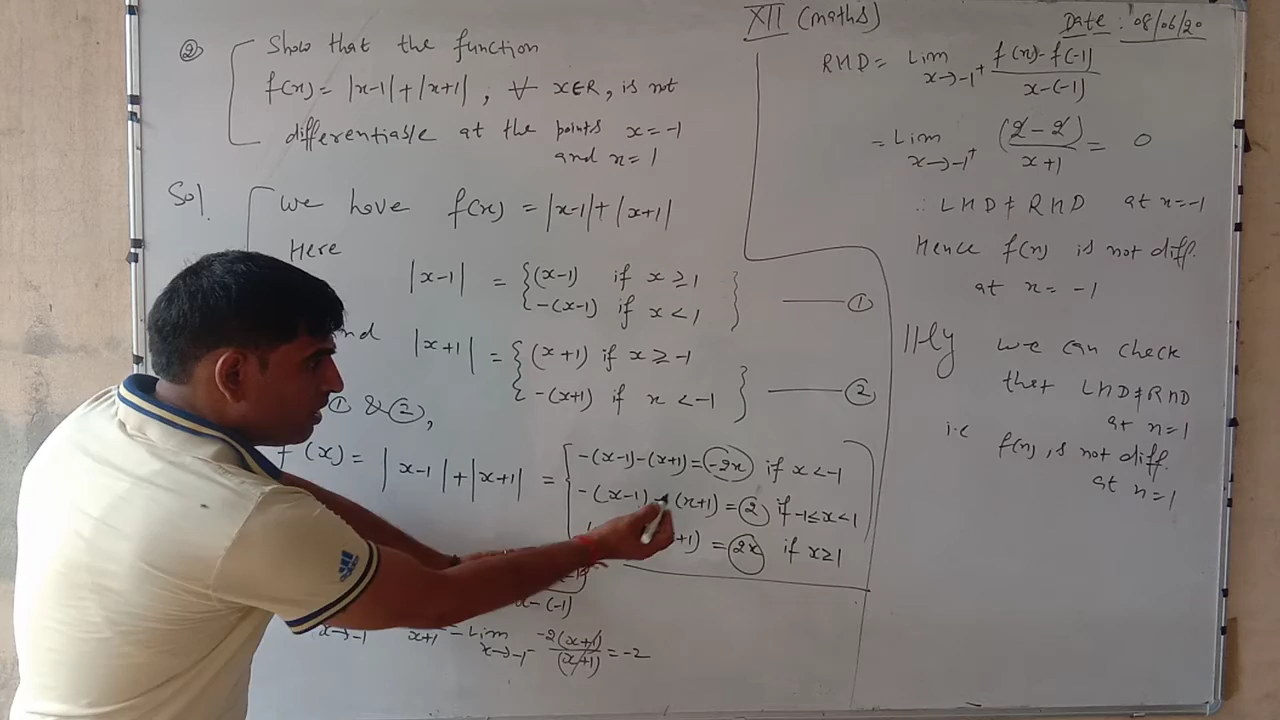 XII (maths)
Date : 08/06/20
② Show that the function
f(x) = |x-1| + |x+1| , ∀ x∈R, is not
differentiable at the points x = -1
and x = 1
Sol. We have f(x) = |x-1| + |x+1|
Here
|x-1| = { (x-1) if x ≥ 1
-(x-1) if x < 1 } —— ①
|x+1| = { (x+1) if x ≥ -1
-(x+1) if x < -1 } —— ②
① & ②,
f(x) = |x-1| + |x+1| = { -(x-1)-(x+1) = -2x if x < -1
-(x-1) (x+1) = 2 if -1 ≤ x < 1
+1) = 2x if x ≥ 1
x-(-1)
x→-1 x+1 = Lim x→-1⁻ -2(x+1)/(x+1) = -2
RHD = Lim x→-1⁺ f(x)-f(-1)/x-(-1)
= Lim x→-1⁺ (2-2)/x+1 = 0
∴ LHD ≠ RHD at x = -1
Hence f(x) is not diff.
at x = -1
|||ly we can check
that LHD ≠ RHD
at x = 1
i.e f(x), is not diff.
at x = 1